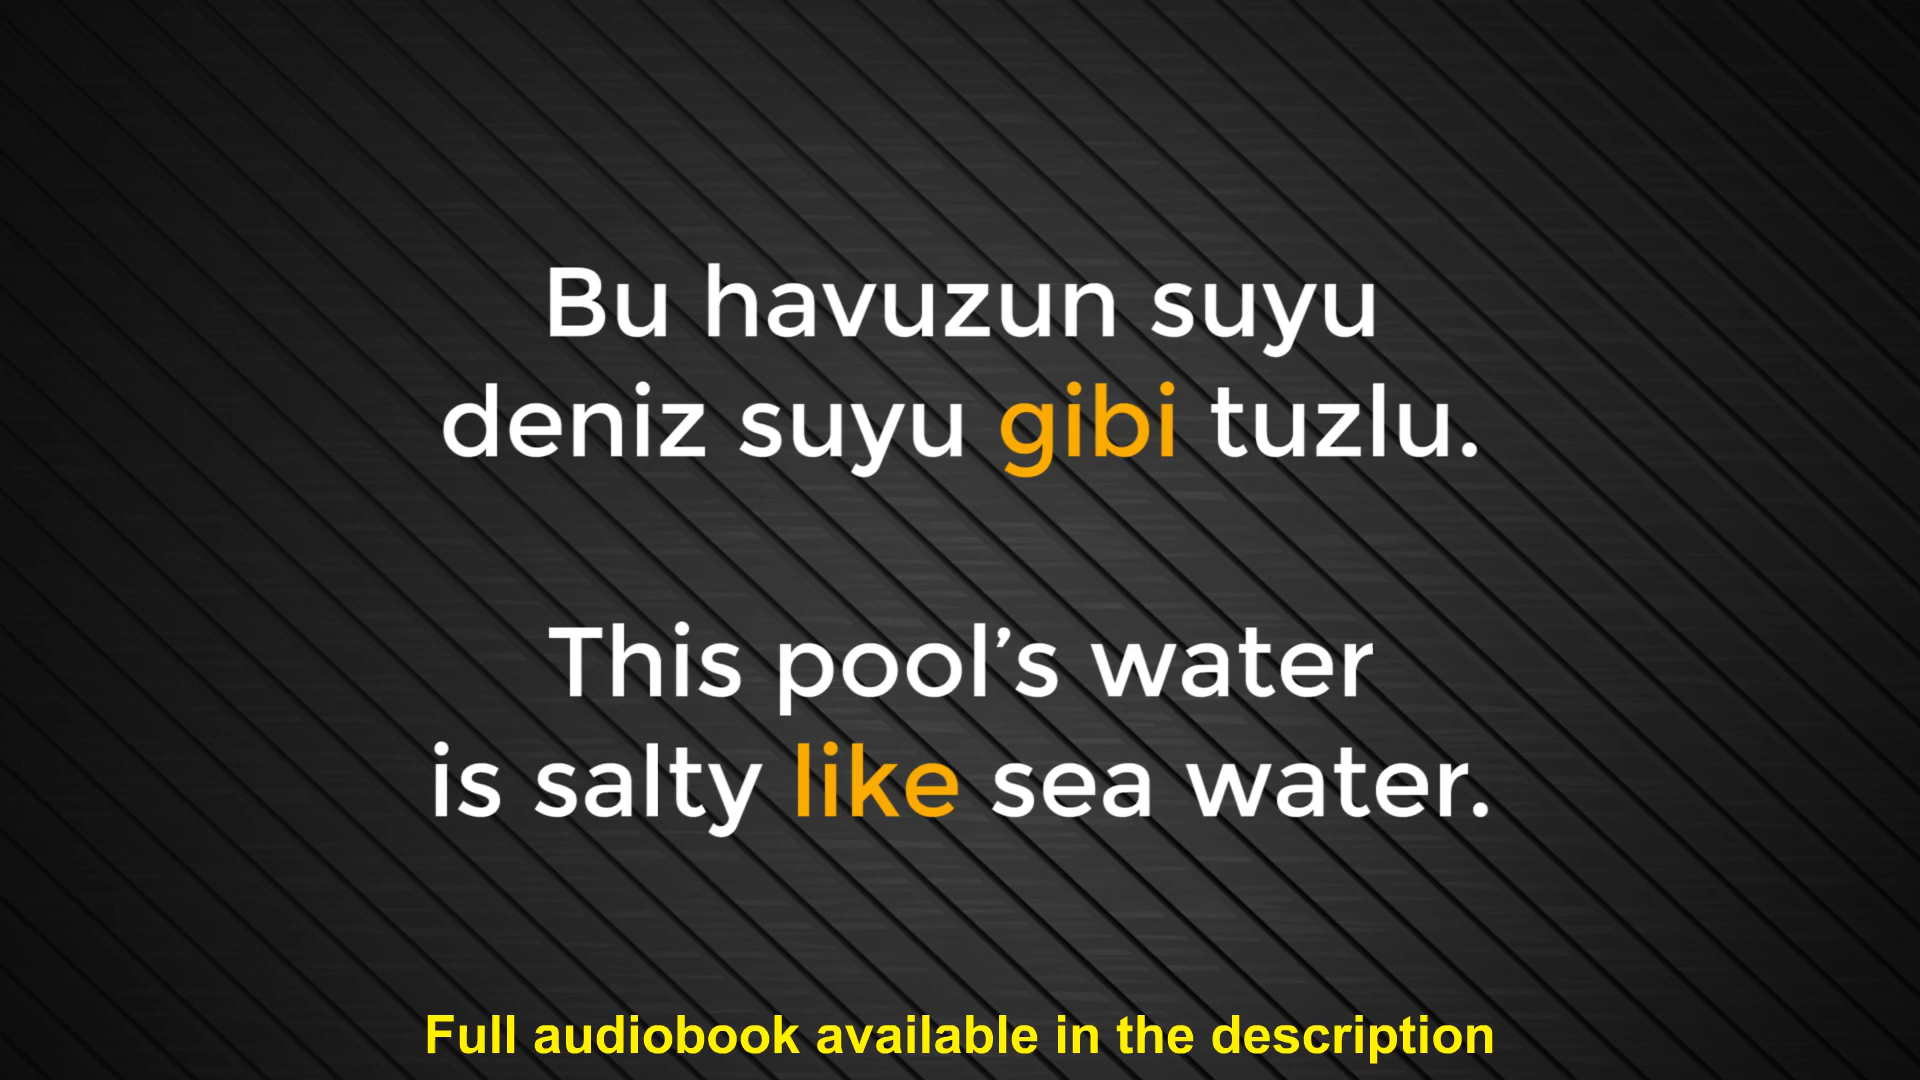 Bu havuzun suyu
deniz suyu gibi tuzlu.
This pool’s water
is salty like sea water.
Full audiobook available in the description